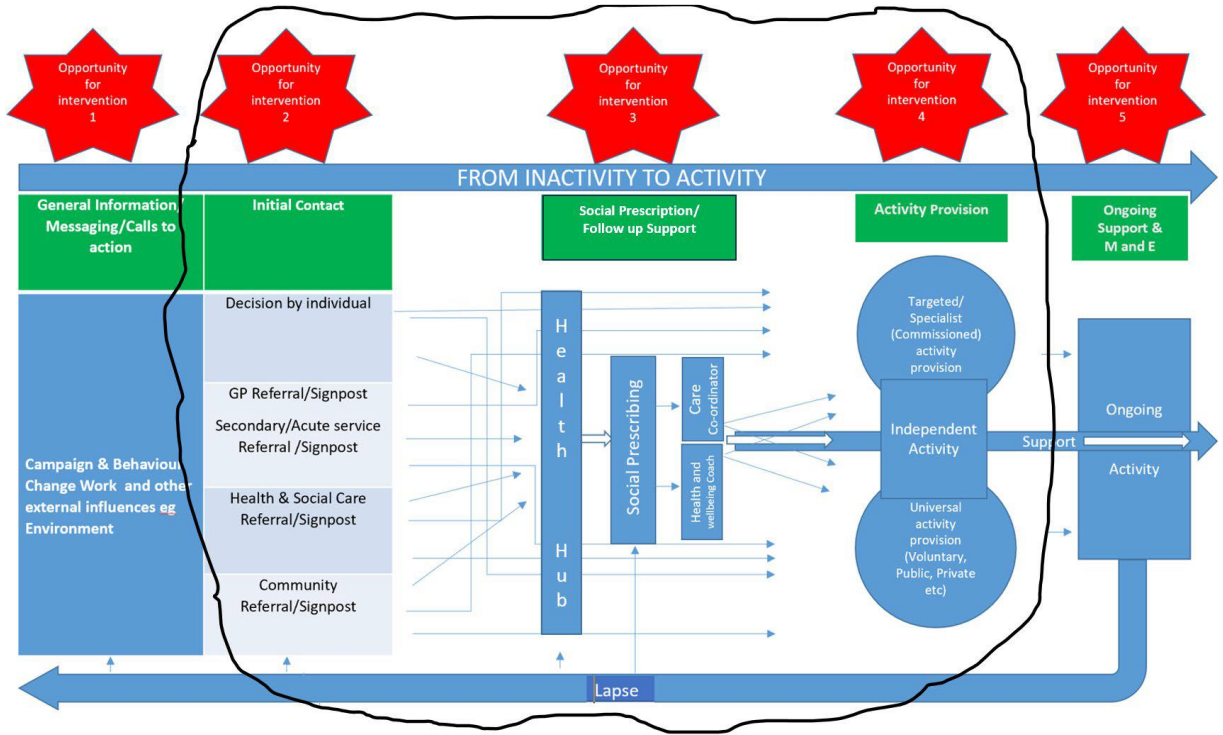 Opportunity
for
intervention
1
Opportunity
for
intervention
2
Opportunity
for
intervention
3
Opportunity
for
intervention
4
Opportunity
for
intervention
5
FROM INACTIVITY TO ACTIVITY
General Information/
Messaging/Calls to
action
Initial Contact
Social Prescription/
Follow up Support
Activity Provision
Ongoing
Support &
M and E
Campaign & Behaviour
Change Work and other
external influences eg
Environment
Decision by individual
GP Referral/Signpost
Secondary/Acute service
Referral /Signpost
Health & Social Care
Referral/Signpost
Community
Referral/Signpost
Health
Hub
Social Prescribing
Care
Co-ordinator
Health and
wellbeing Coach
Targeted/
Specialist
(Commissioned)
activity
provision
Independent
Activity
Universal
activity
provision
(Voluntary,
Public, Private
etc)
Support
Ongoing
Activity
Lapse